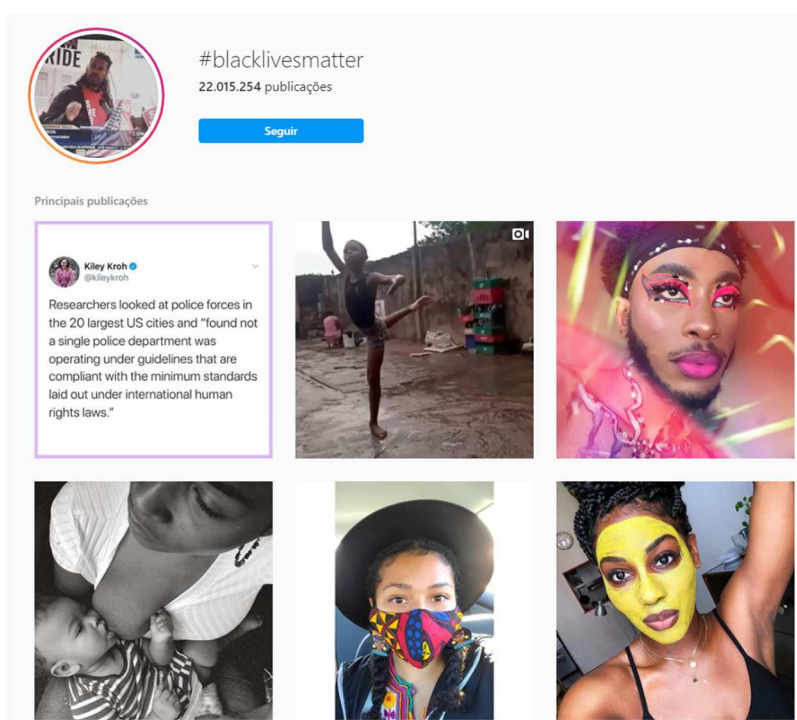 RIDE
#blacklivesmatter
22.015.254 publicações
Seguir
Principais publicações
Kiley Kroh
@kileykroh
Researchers looked at police forces in
the 20 largest US cities and “found not
a single police department was
operating under guidelines that are
compliant with the minimum standards
laid out under international human
rights laws.”